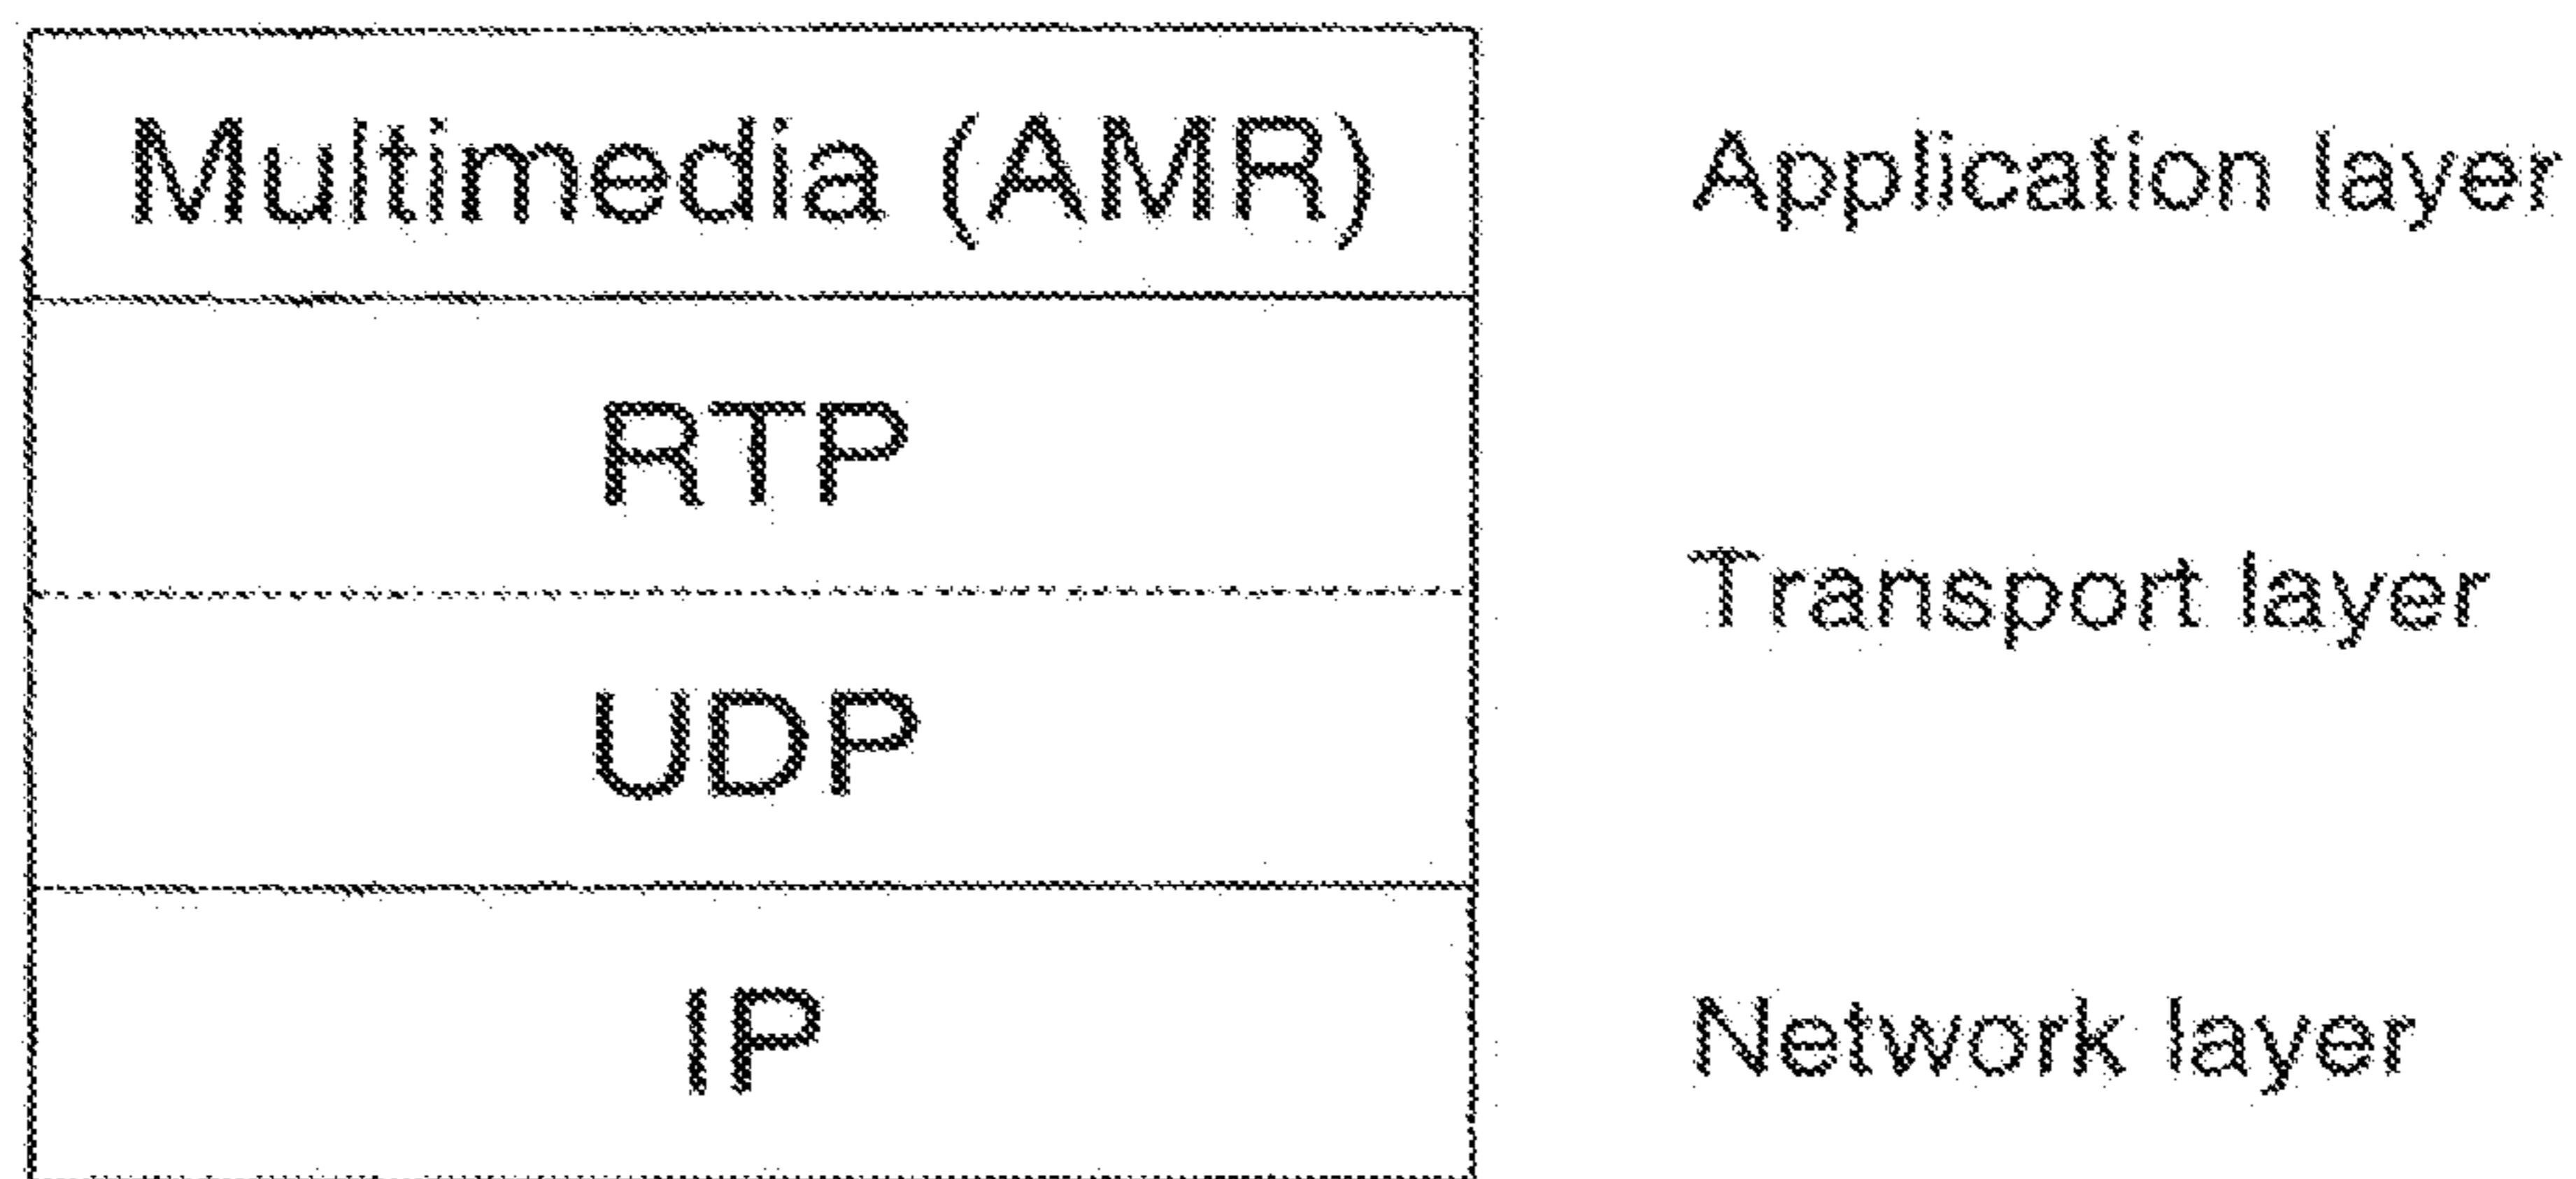 Multimedia (AMR) Application layer
RTP
Transport layer
UDP
IP Network layer